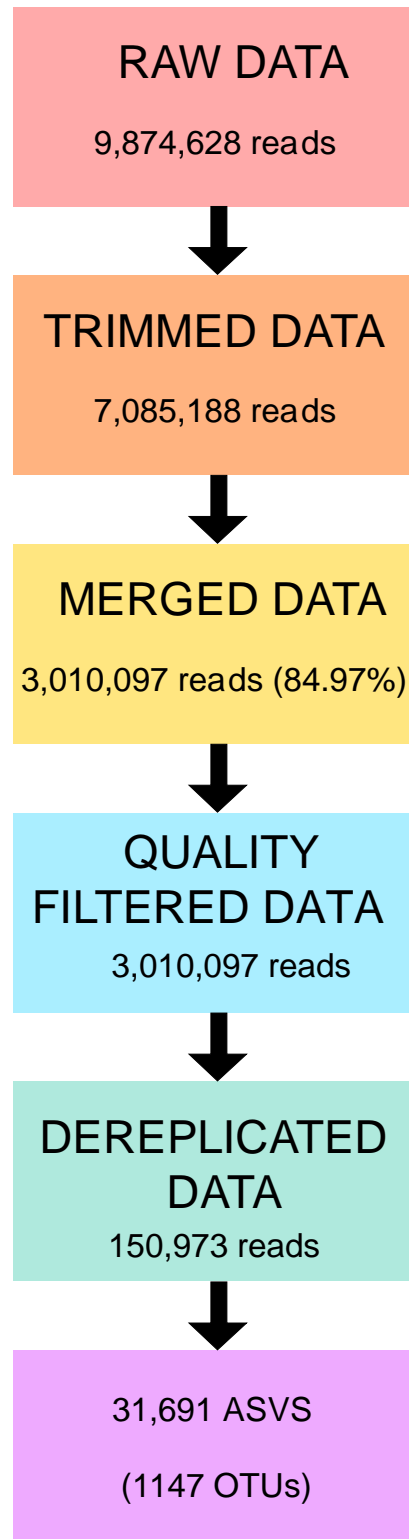 RAW DATA
9,874,628 reads
TRIMMED DATA
7,085,188 reads
MERGED DATA
3,010,097 reads (84.97%)
QUALITY
FILTERED DATA
3,010,097 reads
DEREPLICATED
DATA
150,973 reads
31,691 ASVS
(1147 OTUs)